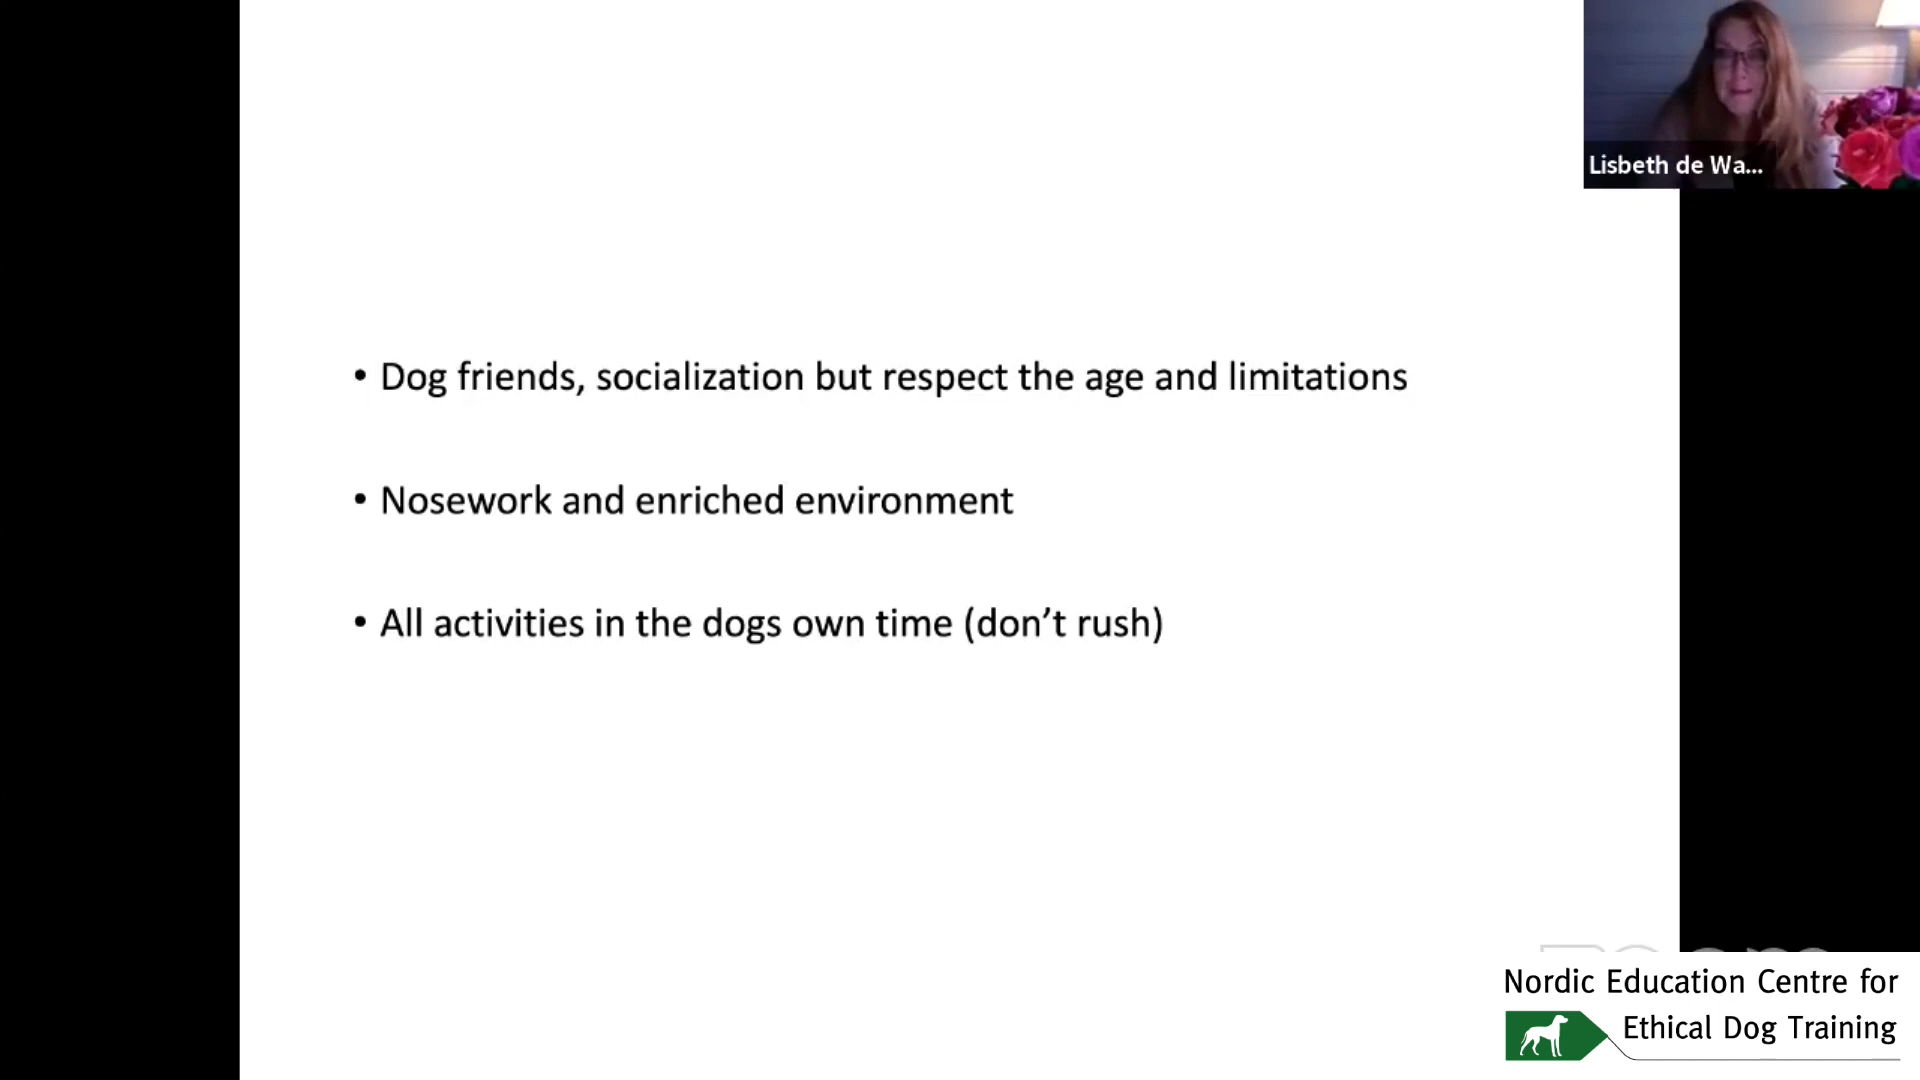 Lisbeth de Wa...
• Dog friends, socialization but respect the age and limitations
• Nosework and enriched environment
• All activities in the dogs own time (don’t rush)
Nordic Education Centre for
Ethical Dog Training